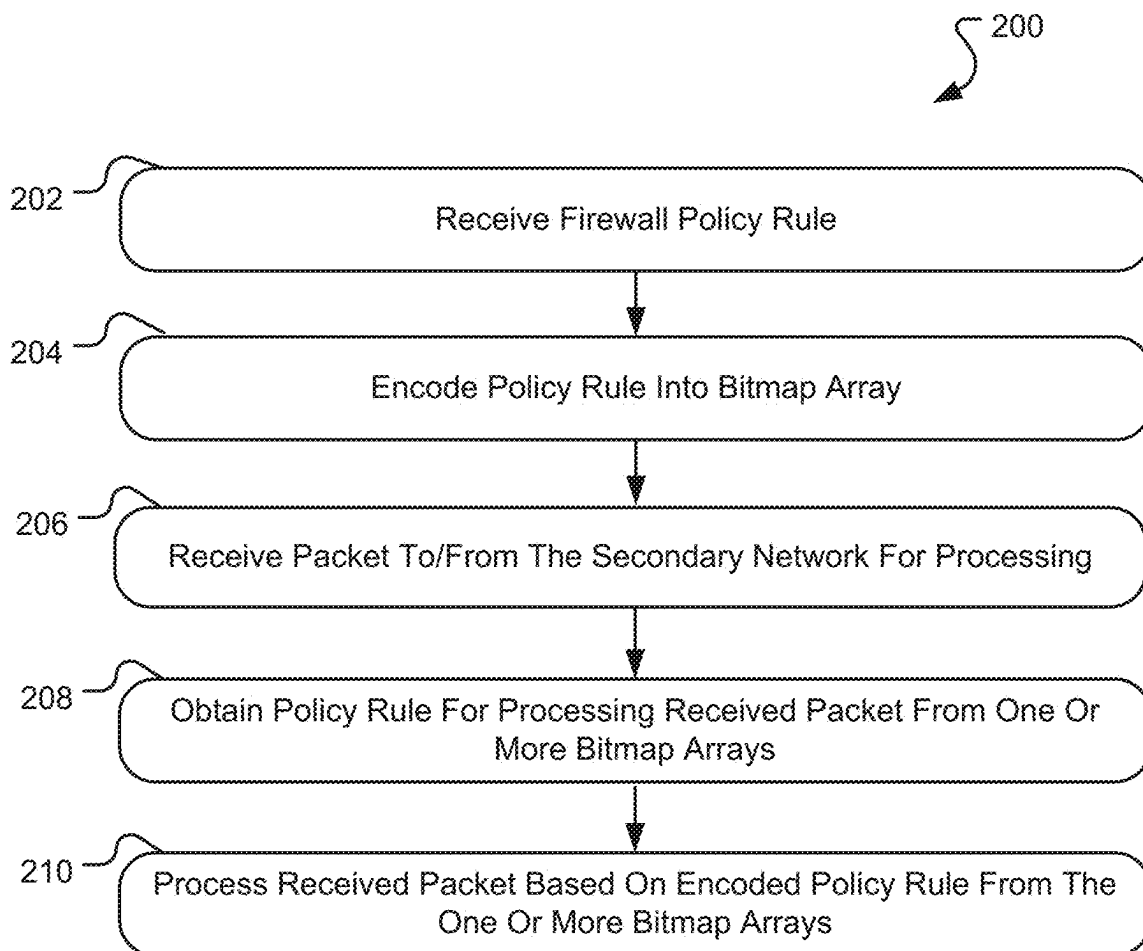 200
202
Receive Firewall Policy Rule
204
Encode Policy Rule Into Bitmap Array
206
Receive Packet To/From The Secondary Network For Processing
208
Obtain Policy Rule For Processing Received Packet From One Or
More Bitmap Arrays
210
Process Received Packet Based On Encoded Policy Rule From The
One Or More Bitmap Arrays